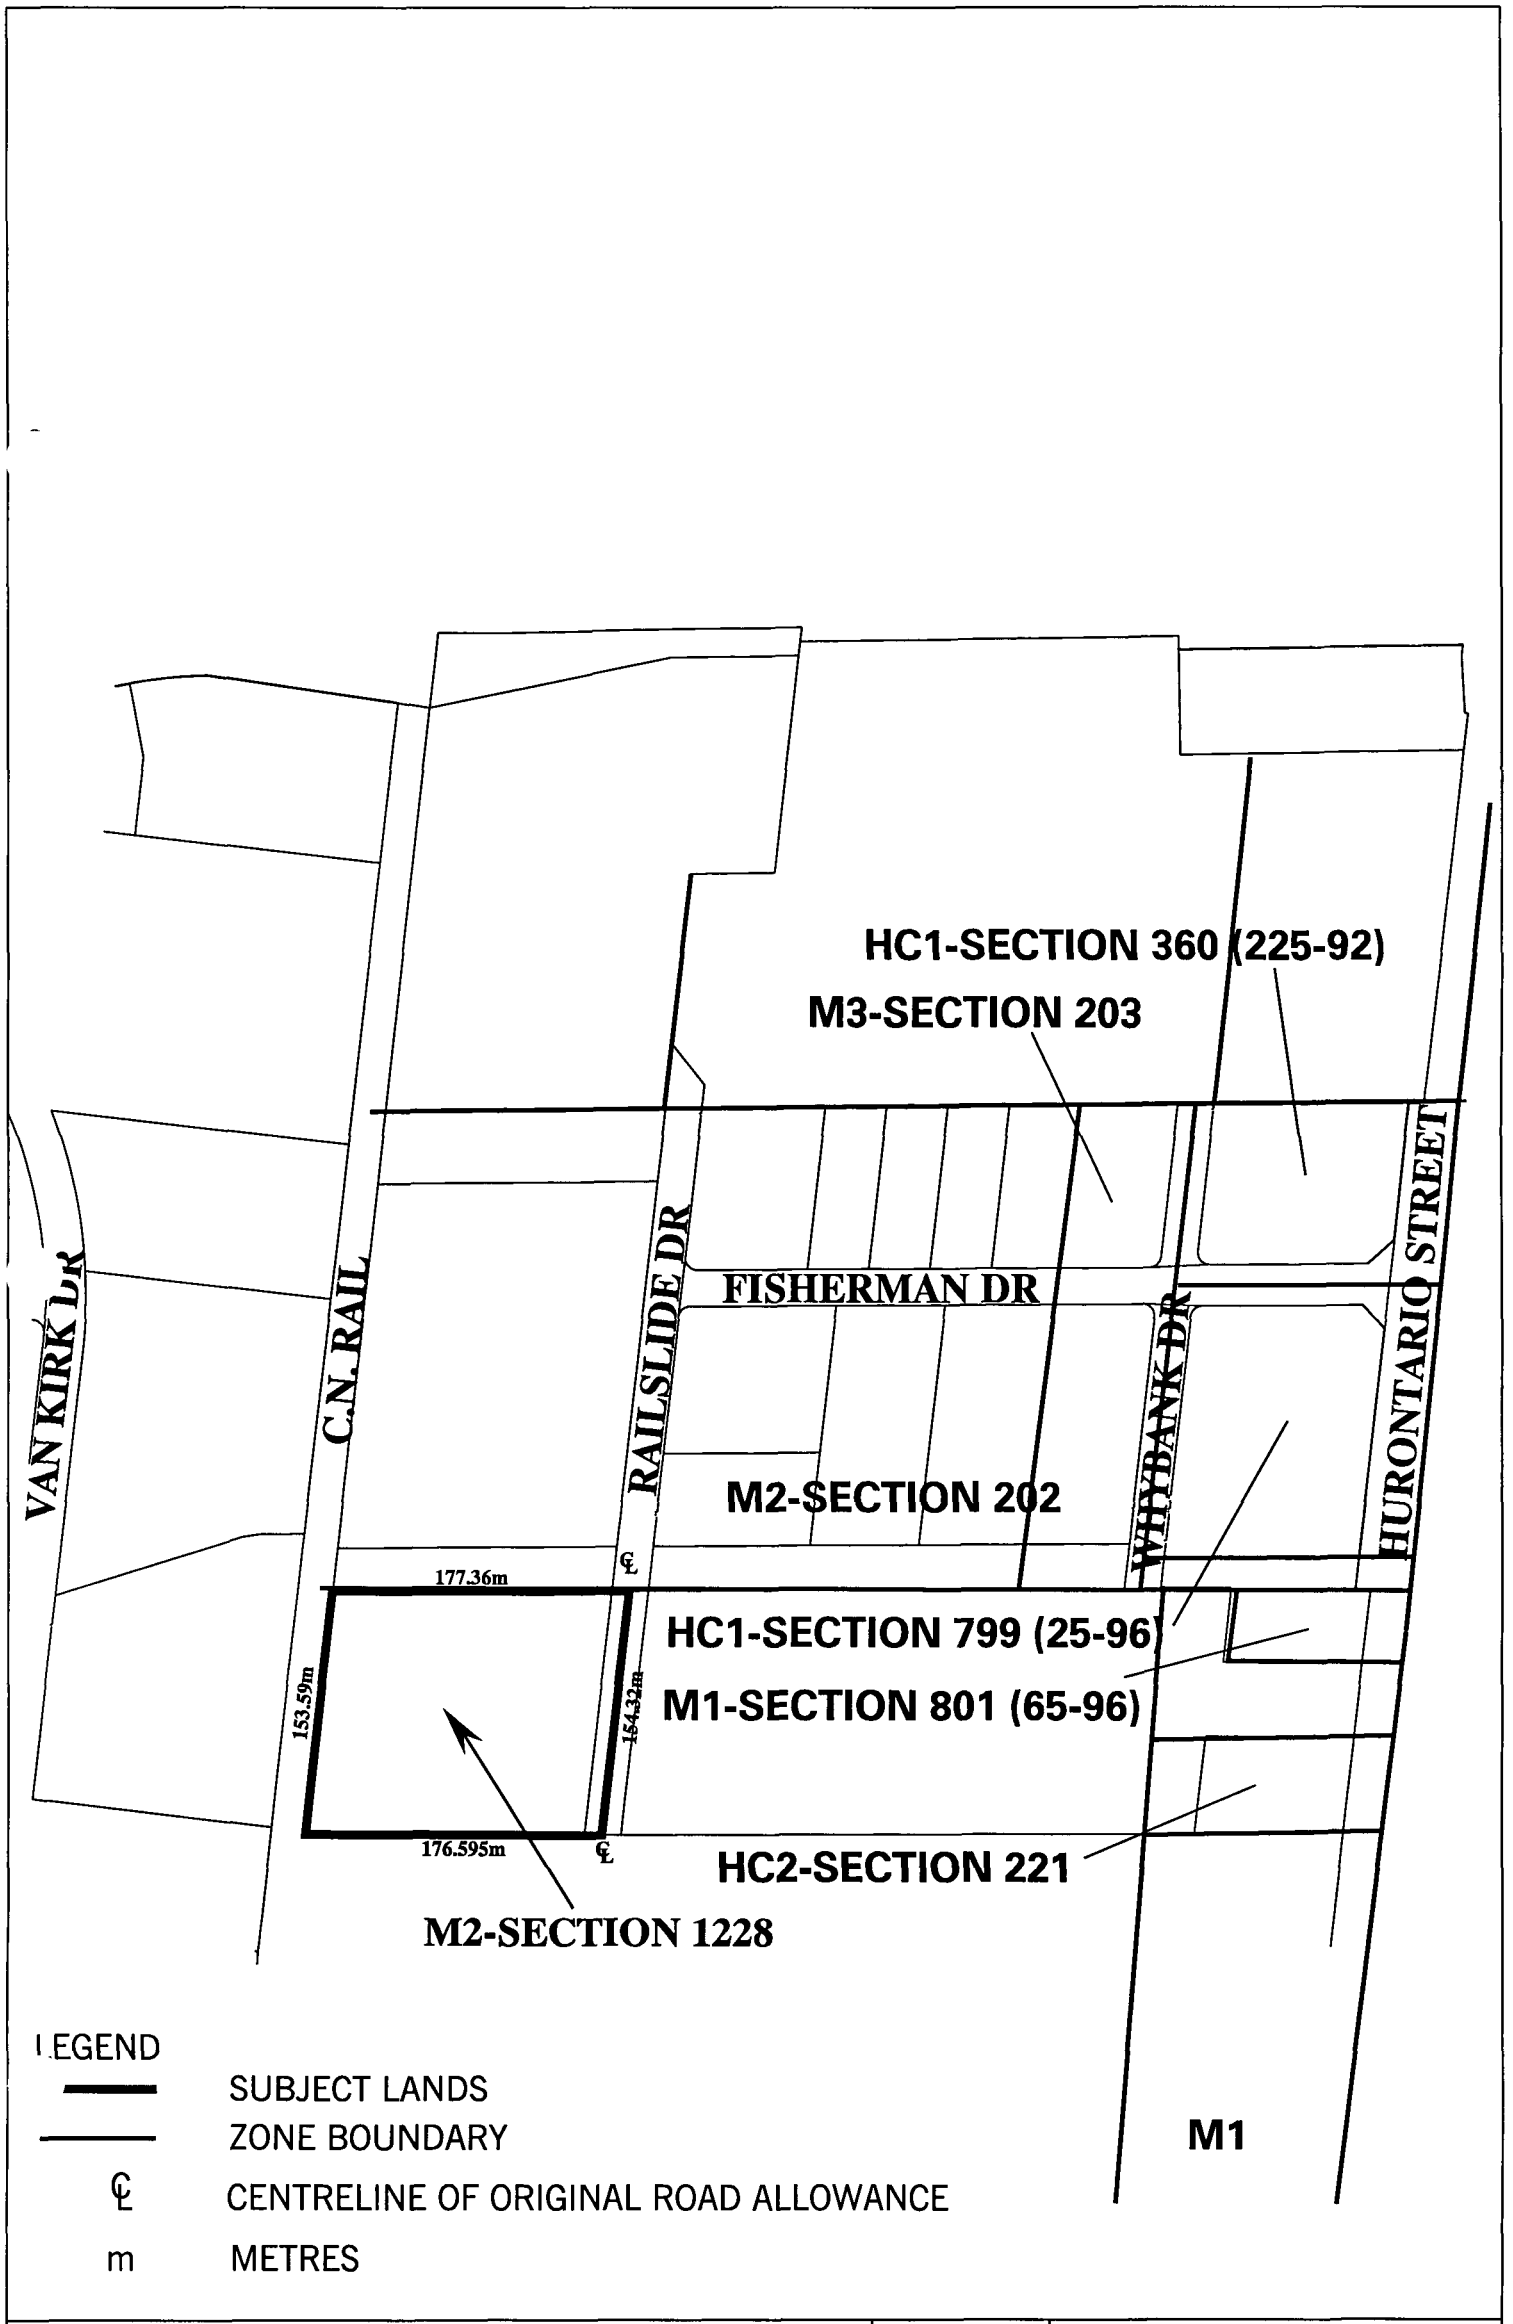 HC1-SECTION 360 (225-92)
M3-SECTION 203
VAN KIRK DR
C.N. RAIL
RAILSLIDE DR
FISHERMAN DR
WHYBANK DR
HURONTARIO STREET
M2-SECTION 202
℄
177.36m
HC1-SECTION 799 (25-96)
153.59m
154.32m
M1-SECTION 801 (65-96)
176.595m
℄
HC2-SECTION 221
M2-SECTION 1228
LEGEND
SUBJECT LANDS
ZONE BOUNDARY
℄ CENTRELINE OF ORIGINAL ROAD ALLOWANCE
m METRES
M1